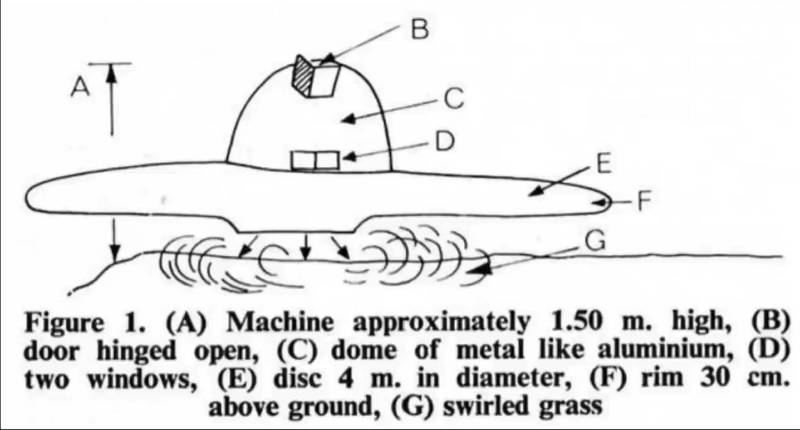 B
A
C
D
E
F
G
Figure 1. (A) Machine approximately 1.50 m. high, (B)
door hinged open, (C) dome of metal like aluminium, (D)
two windows, (E) disc 4 m. in diameter, (F) rim 30 cm.
above ground, (G) swirled grass